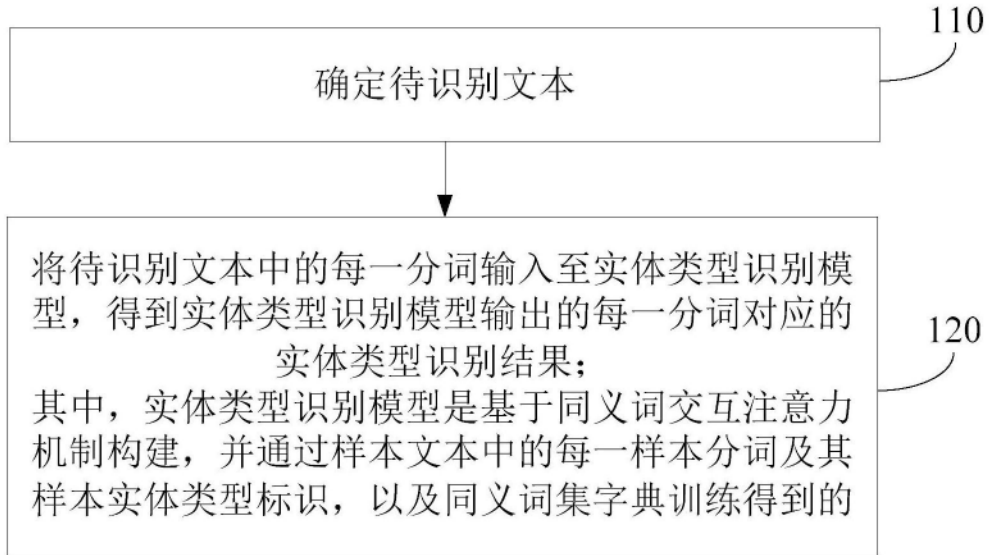 110
确定待识别文本
将待识别文本中的每一分词输入至实体类型识别模
型，得到实体类型识别模型输出的每一分词对应的
实体类型识别结果；
120
其中，实体类型识别模型是基于同义词交互注意力
机制构建，并通过样本文本中的每一样本分词及其
样本实体类型标识，以及同义词集字典训练得到的